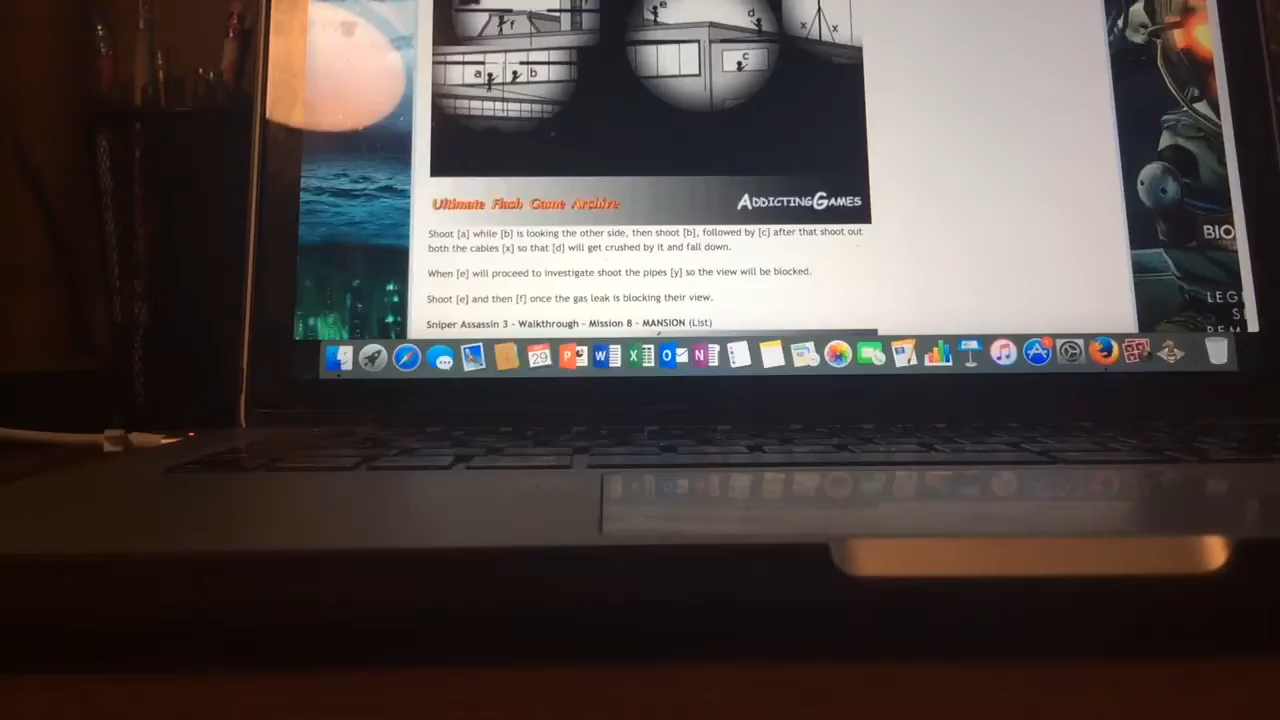 e
f
d
x x
c
a
b
Ultimate Flash Game Archive
ADDICTINGGAMES
Shoot [a] while [b] is looking the other side, then shoot [b], followed by [c] after that shoot out
both the cables [x] so that [d] will get crushed by it and fall down.
When [e] will proceed to investigate shoot the pipes [y] so the view will be blocked.
Shoot [e] and then [f] once the gas leak is blocking their view.
Sniper Assassin 3 - Walkthrough - Mission 8 - MANSION (List)
BIO
LEG
29
P
W
X
O
N